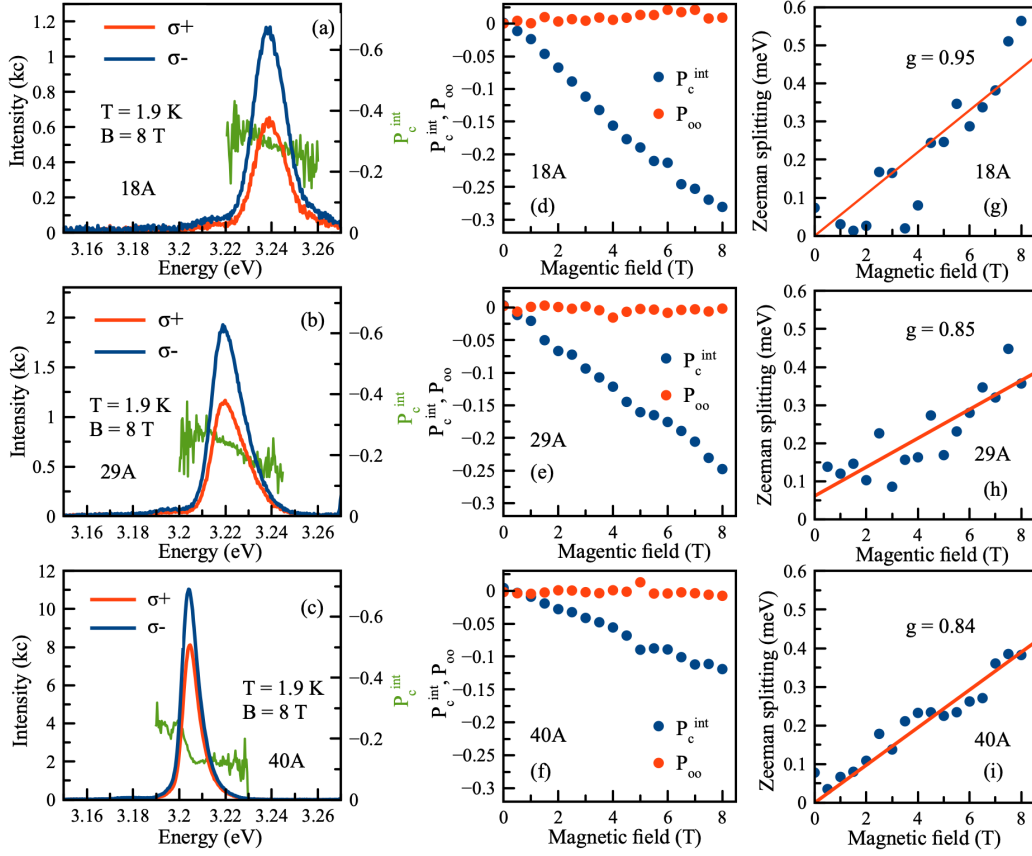 Intensity (kc)
1.2
1
0.8
0.6
0.4
0.2
0
σ+
σ-
(a)
T = 1.9 K
B = 8 T
18A
−0.6
−0.4
−0.2
0
P_c^int
3.16 3.2 3.22 3.24 3.26
Energy (eV)
P_c^int, P_oo
0
−0.05
−0.1
−0.15
−0.2
−0.25
−0.3
P_c^int
P_oo
18A
(d)
0 1 2 3 4 5 6 7 8
Magentic field (T)
Zeeman splitting (meV)
0.6
0.5
0.4
0.3
0.2
0.1
0
g = 0.95
18A
(g)
0 2 4 6 8
Magnetic field (T)
Intensity (kc)
2
1.5
1
0.5
0
σ+
σ-
(b)
T = 1.9 K
B = 8 T
29A
−0.6
−0.4
−0.2
0
P_c^int
3.16 3.2 3.22 3.24 3.26
Energy (eV)
P_c^int, P_oo
0
−0.05
−0.1
−0.15
−0.2
−0.25
−0.3
P_c^int
P_oo
29A
(e)
0 1 2 3 4 5 6 7 8
Magentic field (T)
Zeeman splitting (meV)
0.6
0.5
0.4
0.3
0.2
0.1
0
g = 0.85
29A
(h)
0 2 4 6 8
Magentic field (T)
Intensity (kc)
12
10
8
6
4
2
0
σ+
σ-
(c)
T = 1.9 K
B = 8 T
40A
−0.6
−0.4
−0.2
0
P_c^int
3.16 3.2 3.22 3.24 3.26
Energy (eV)
P_c^int, P_oo
0
−0.05
−0.1
−0.15
−0.2
−0.25
−0.3
40A
(f)
P_c^int
P_oo
0 1 2 3 4 5 6 7 8
Magnetic field (T)
Zeeman splitting (meV)
0.6
0.5
0.4
0.3
0.2
0.1
0
g = 0.84
40A
(i)
0 2 4 6 8
Magnetic field (T)